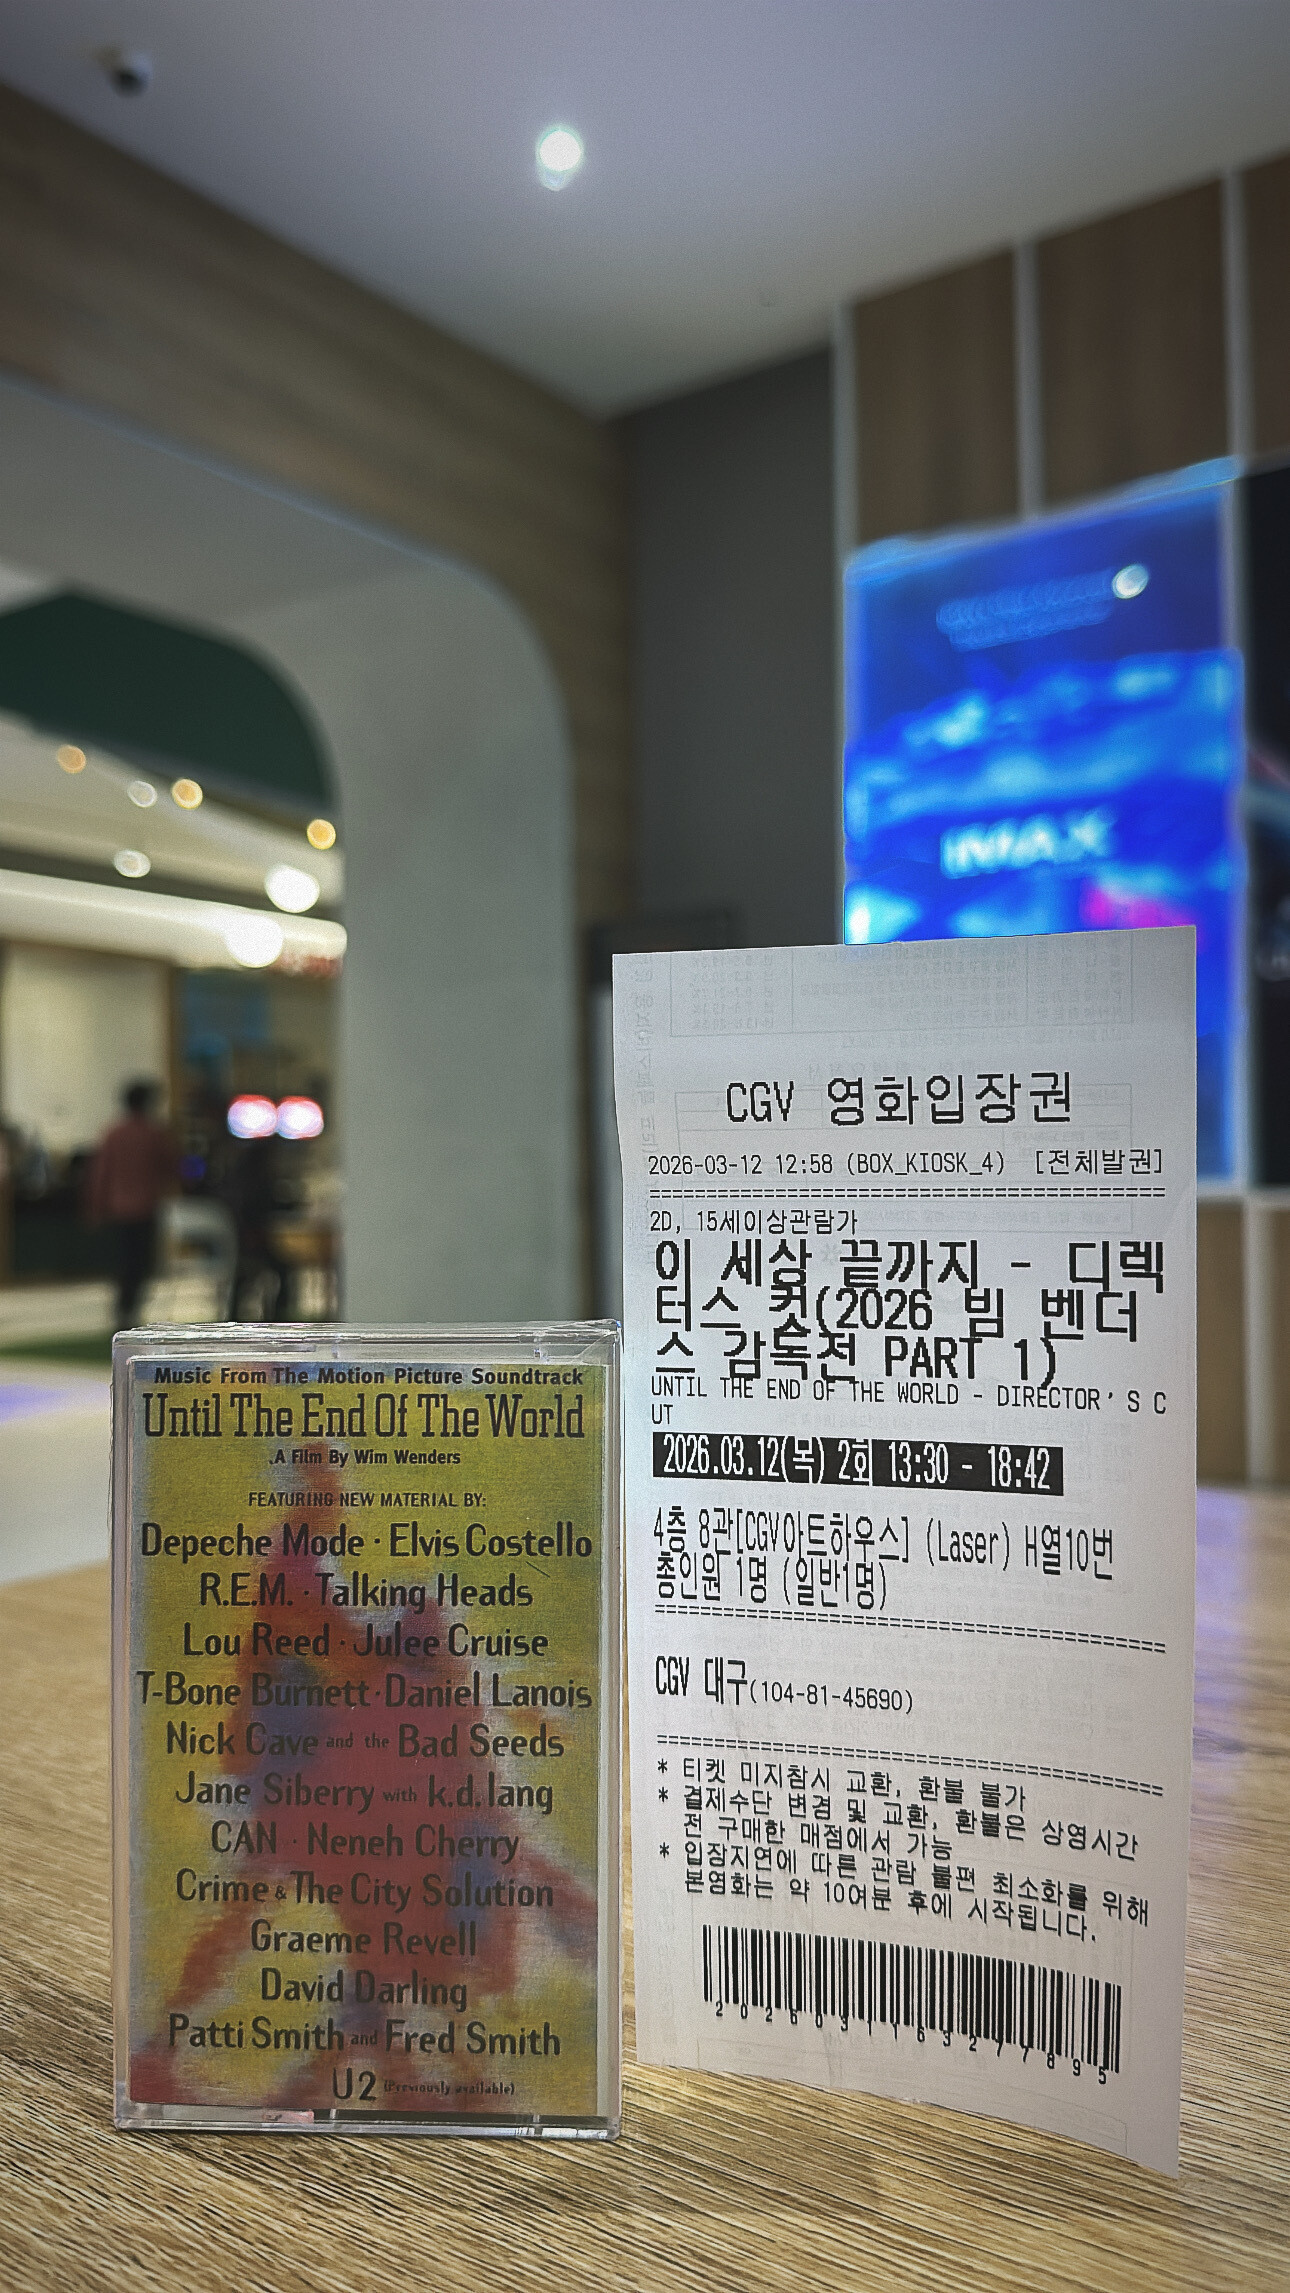 IMAX
Music From The Motion Picture Soundtrack
Until The End Of The World
A Film By Wim Wenders
FEATURING NEW MATERIAL BY:
Depeche Mode · Elvis Costello
R.E.M. · Talking Heads
Lou Reed · Julee Cruise
T-Bone Burnett · Daniel Lanois
Nick Cave and the Bad Seeds
Jane Siberry with k.d. lang
CAN · Neneh Cherry
Crime & The City Solution
Graeme Revell
David Darling
Patti Smith and Fred Smith
U2 (Previously available)
CGV 영화입장권
2026-03-12 12:58 (BOX_KIOSK_4) [전체발권]
2D, 15세이상관람가
이 세상 끝까지 - 디렉
터스 컷(2026 빔 벤더
스 감독전 PART 1)
UNTIL THE END OF THE WORLD - DIRECTOR'S C
UT
2026.03.12(목) 2회 13:30 - 18:42
4층 8관[CGV아트하우스] (Laser) H열10번
총인원 1명 (일반1명)
CGV 대구(104-81-45690)
* 티켓 미지참시 교환, 환불 불가
* 결제수단 변경 및 교환, 환불은 상영시간
전 구매한 매점에서 가능
* 입장지연에 따른 관람 불편 최소화를 위해
본영화는 약 10여분 후에 시작됩니다.
2026031163277895